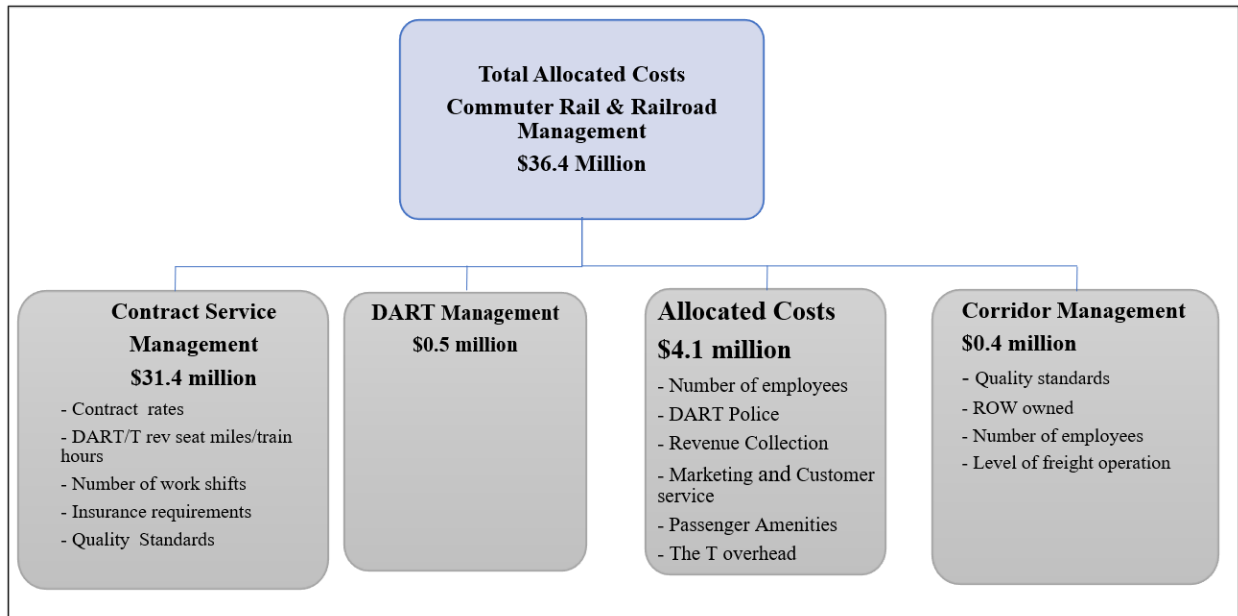 Total Allocated Costs
Commuter Rail & Railroad
Management
$36.4 Million
Contract Service
Management
$31.4 million
- Contract rates
- DART/T rev seat miles/train
hours
- Number of work shifts
- Insurance requirements
- Quality Standards
DART Management
$0.5 million
Allocated Costs
$4.1 million
- Number of employees
- DART Police
- Revenue Collection
- Marketing and Customer
service
- Passenger Amenities
- The T overhead
Corridor Management
$0.4 million
- Quality standards
- ROW owned
- Number of employees
- Level of freight operation